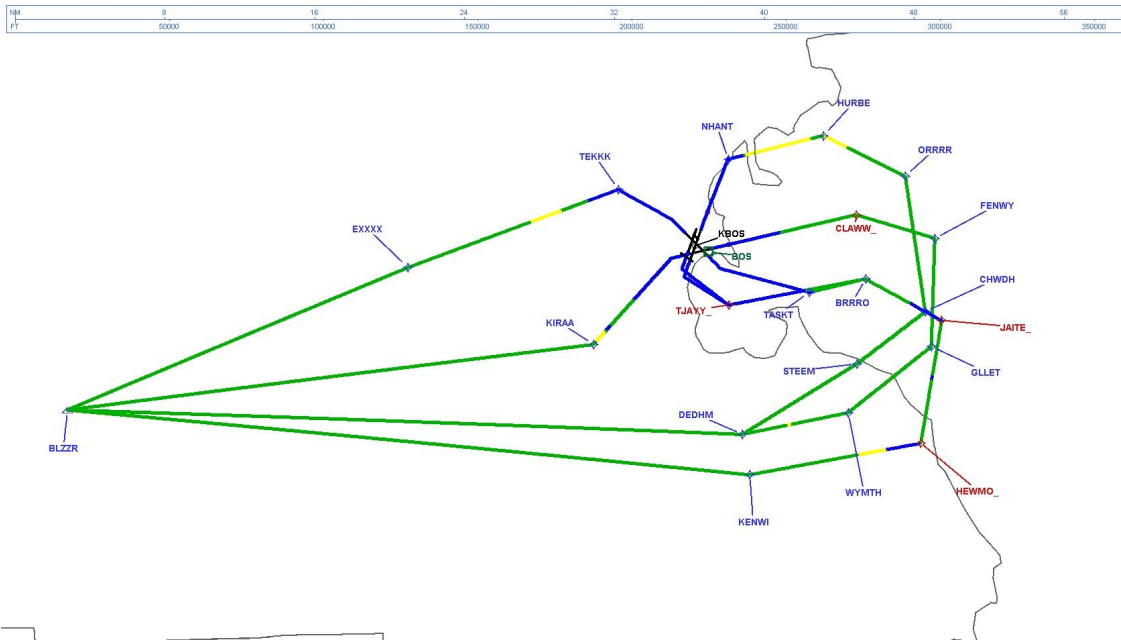 NM 8 16 24 32 40 48 56
FT 50000 100000 150000 200000 250000 300000 350000
HURBE
NHANT
ORRRR
TEKKK
FENWY
EXXXX
CLAWW_
KBOS
BOS
CHWDH
BRRRO
TJAYY_
TASKT
KIRAA
JAITE_
STEEM
GLLET
DEDHM
BLZZR
WYMTH
HEWMO_
KENWI